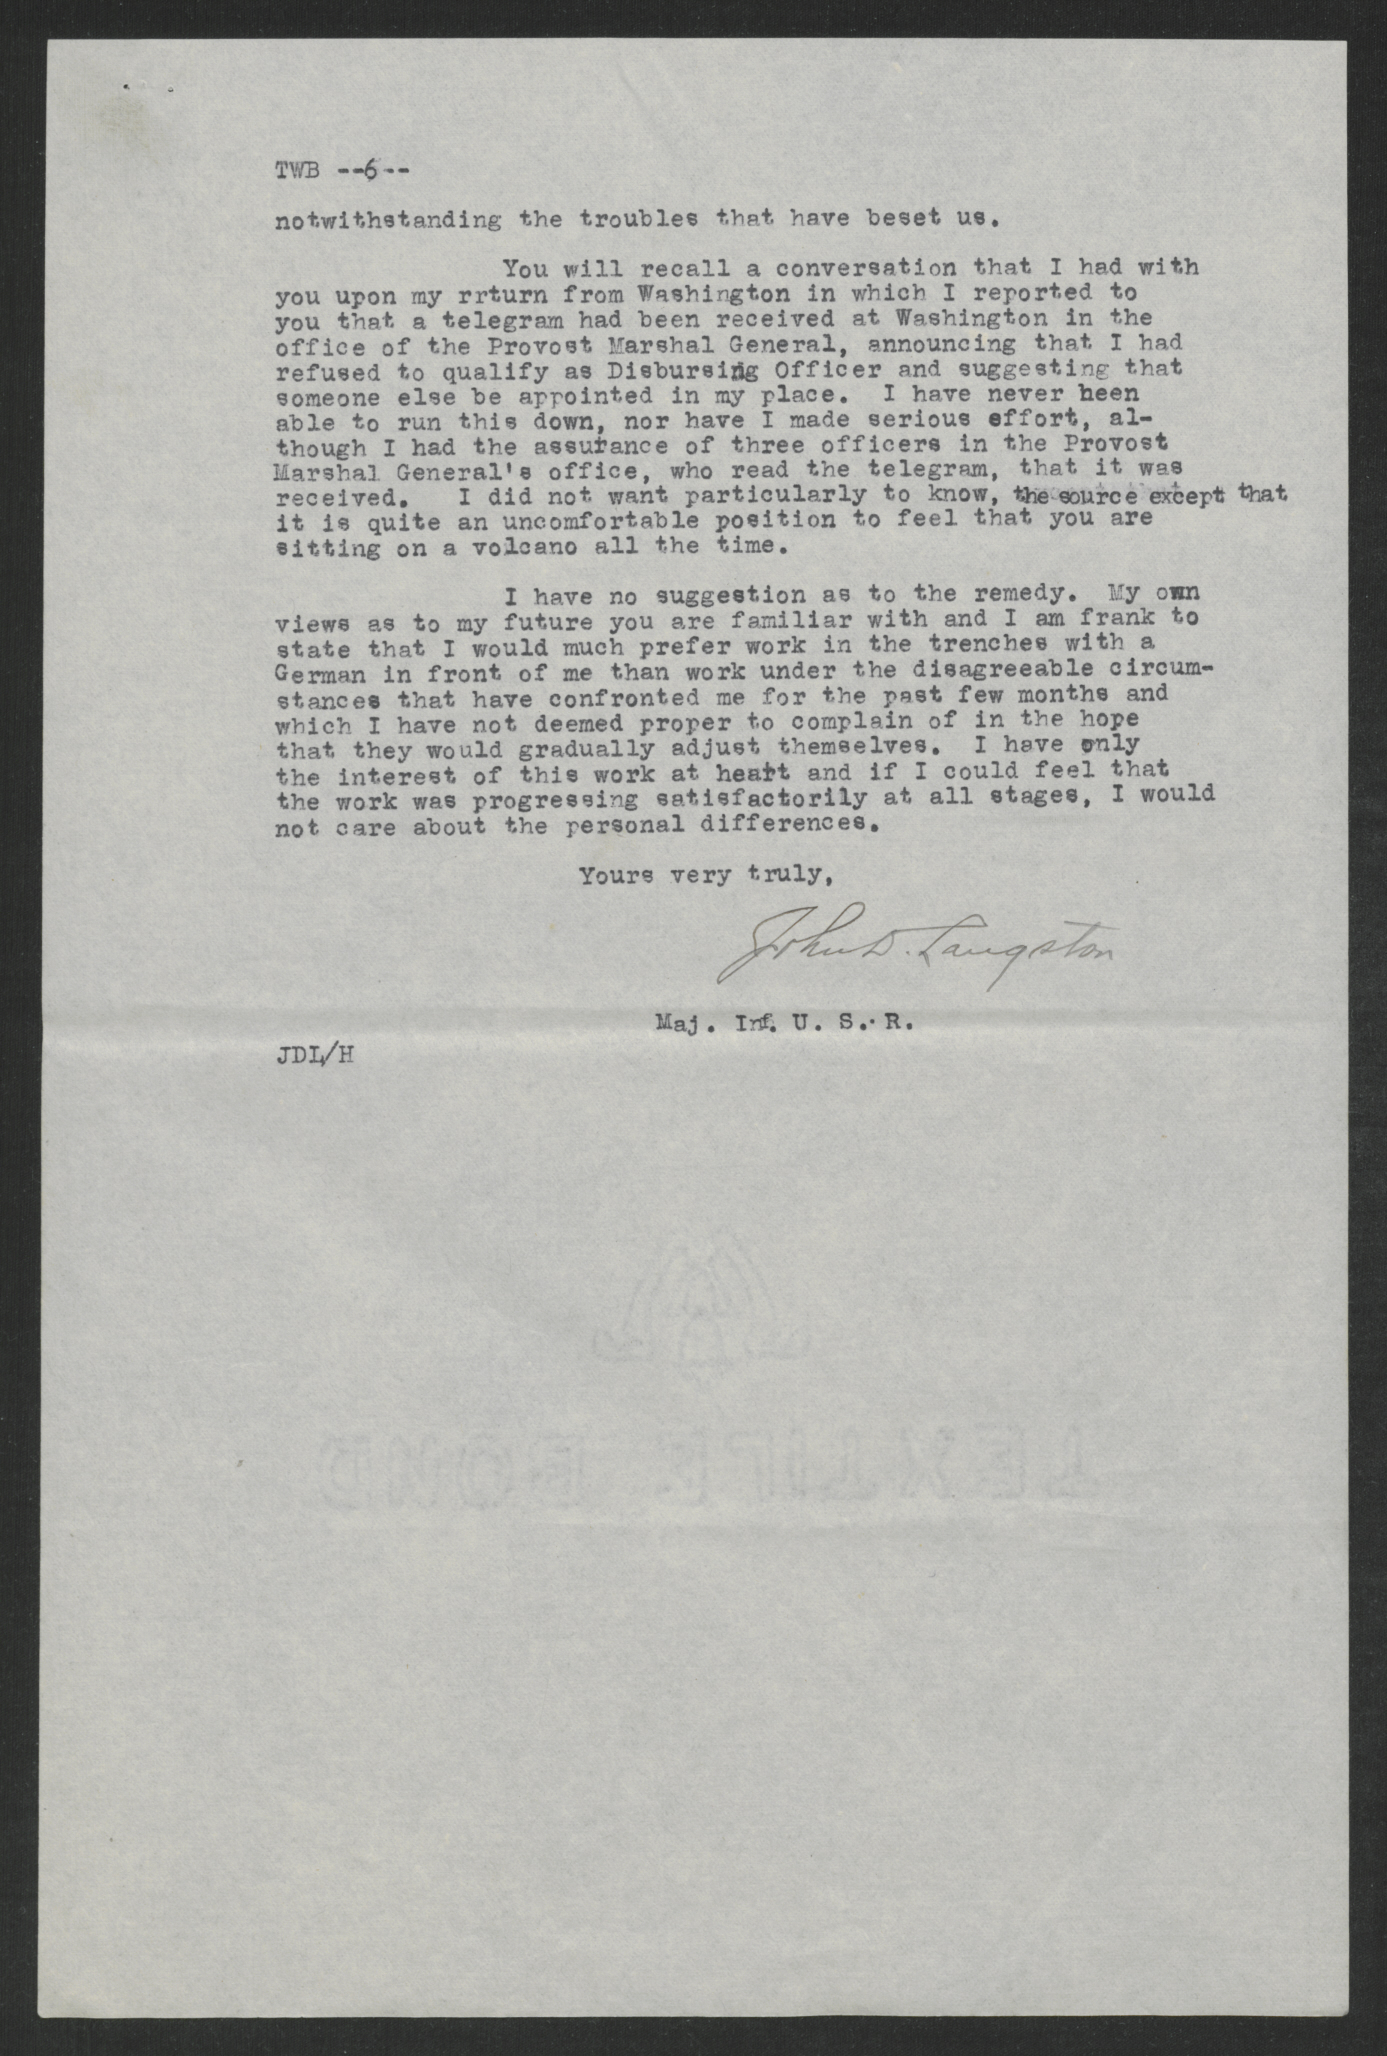 TWB --6--
notwithstanding the troubles that have beset us.
You will recall a conversation that I had with
you upon my rrturn from Washington in which I reported to
you that a telegram had been received at Washington in the
office of the Provost Marshal General, announcing that I had
refused to qualify as Disbursing Officer and suggesting that
someone else be appointed in my place. I have never been
able to run this down, nor have I made serious effort, al-
though I had the assurance of three officers in the Provost
Marshal General's office, who read the telegram, that it was
received. I did not want particularly to know, the source except that
it is quite an uncomfortable position to feel that you are
sitting on a volcano all the time.
I have no suggestion as to the remedy. My own
views as to my future you are familiar with and I am frank to
state that I would much prefer work in the trenches with a
German in front of me than work under the disagreeable circum-
stances that have confronted me for the past few months and
which I have not deemed proper to complain of in the hope
that they would gradually adjust themselves. I have only
the interest of this work at heart and if I could feel that
the work was progressing satisfactorily at all stages, I would
not care about the personal differences.
Yours very truly,
John D. Langston
Maj. Inf. U. S. R.
JDL/H